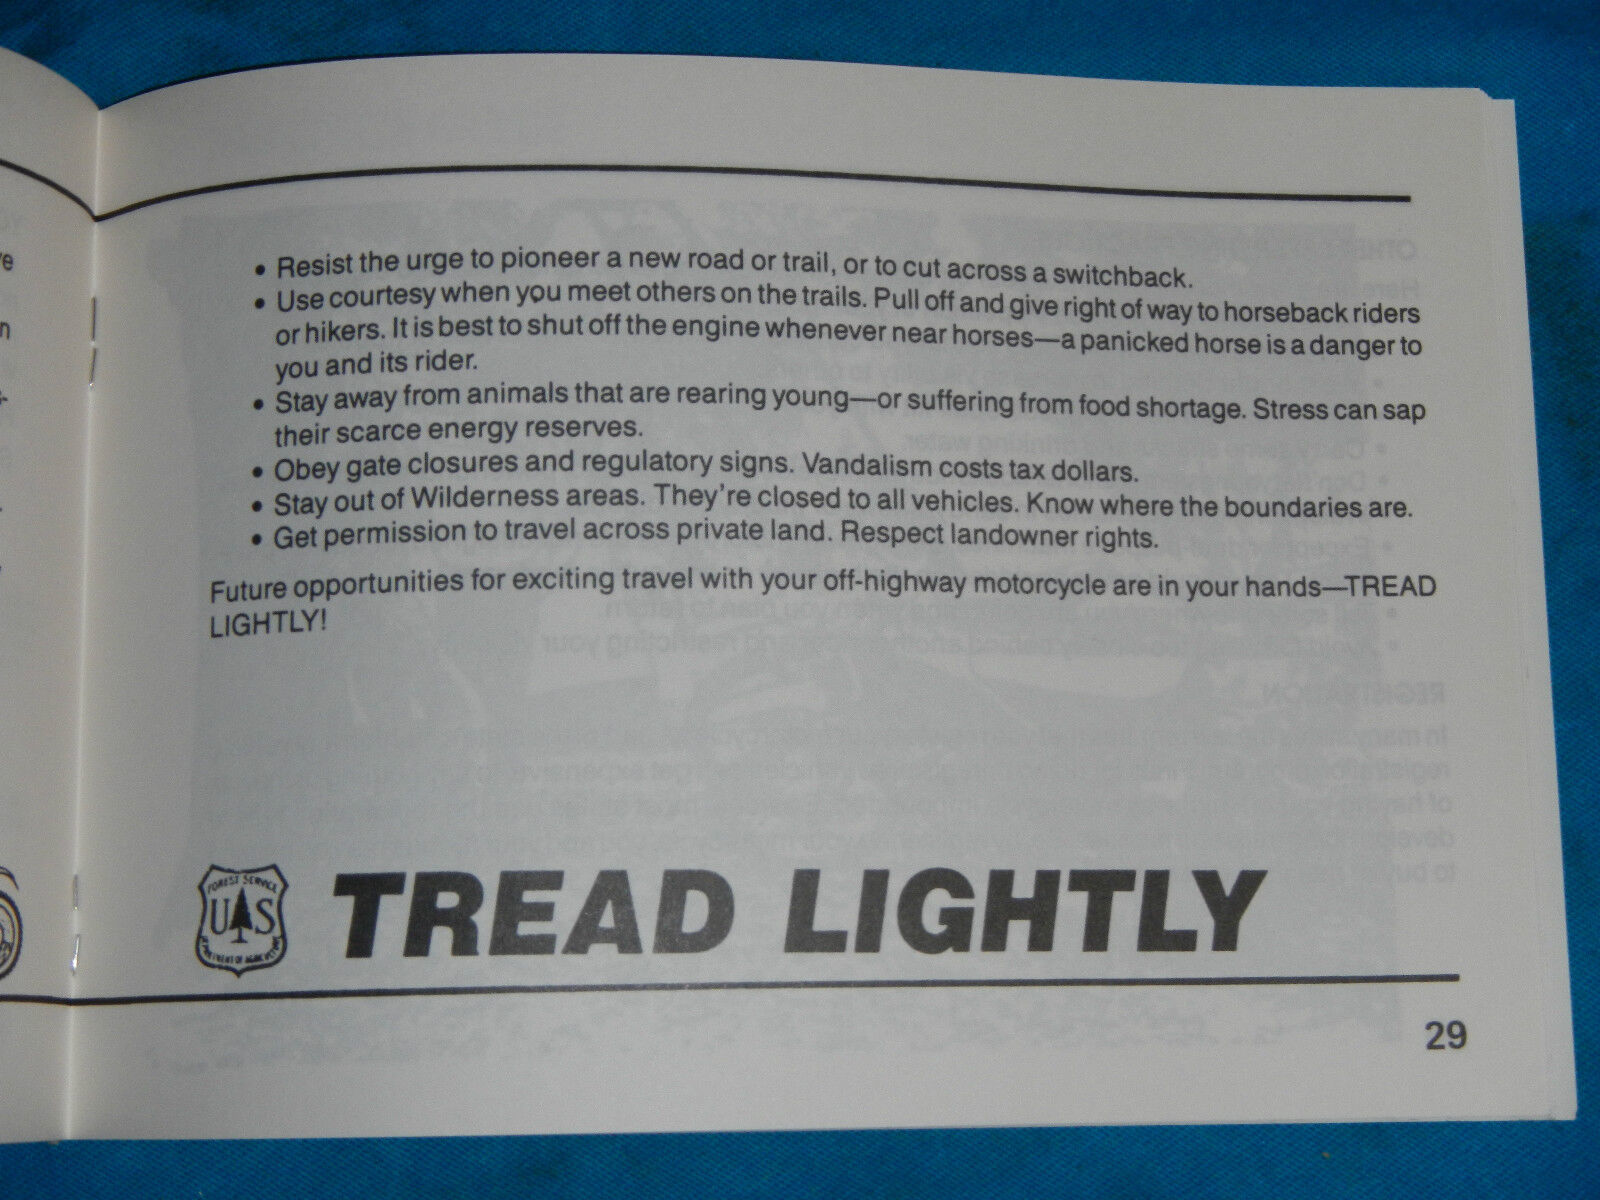 • Resist the urge to pioneer a new road or trail, or to cut across a switchback.
• Use courtesy when you meet others on the trails. Pull off and give right of way to horseback riders
or hikers. It is best to shut off the engine whenever near horses—a panicked horse is a danger to
you and its rider.
• Stay away from animals that are rearing young—or suffering from food shortage. Stress can sap
their scarce energy reserves.
• Obey gate closures and regulatory signs. Vandalism costs tax dollars.
• Stay out of Wilderness areas. They're closed to all vehicles. Know where the boundaries are.
• Get permission to travel across private land. Respect landowner rights.
Future opportunities for exciting travel with your off-highway motorcycle are in your hands—TREAD
LIGHTLY!
FOREST SERVICE
U S
DEPARTMENT OF AGRICULTURE
TREAD LIGHTLY
29